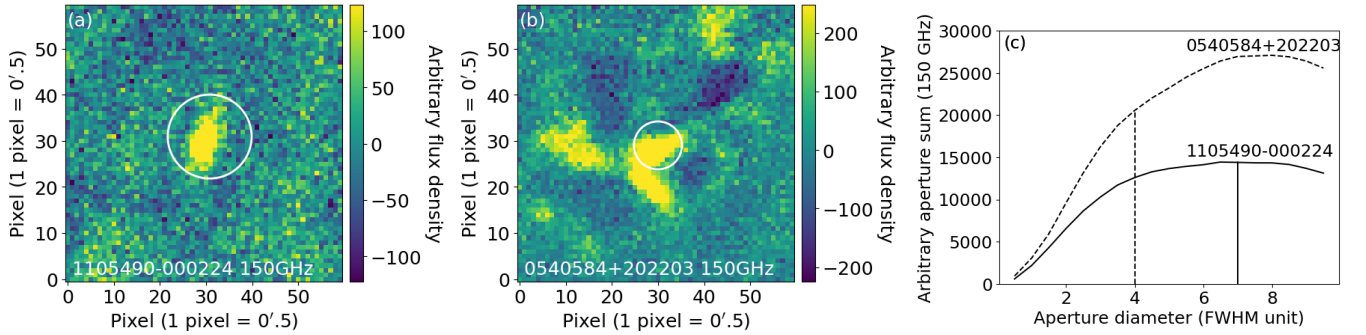 (a)
Pixel (1 pixel = 0′.5)
50
40
30
20
10
0
0 10 20 30 40 50
Pixel (1 pixel = 0′.5)
1105490-000224 150GHz
100
50
0
−50
−100
Arbitrary flux density
(b)
Pixel (1 pixel = 0′.5)
50
40
30
20
10
0
0 10 20 30 40 50
Pixel (1 pixel = 0′.5)
0540584+202203 150GHz
200
100
0
−100
−200
Arbitrary flux density
(c)
Arbitrary aperture sum (150 GHz)
30000
25000
20000
15000
10000
5000
0
2 4 6 8
Aperture diameter (FWHM unit)
0540584+202203
1105490-000224